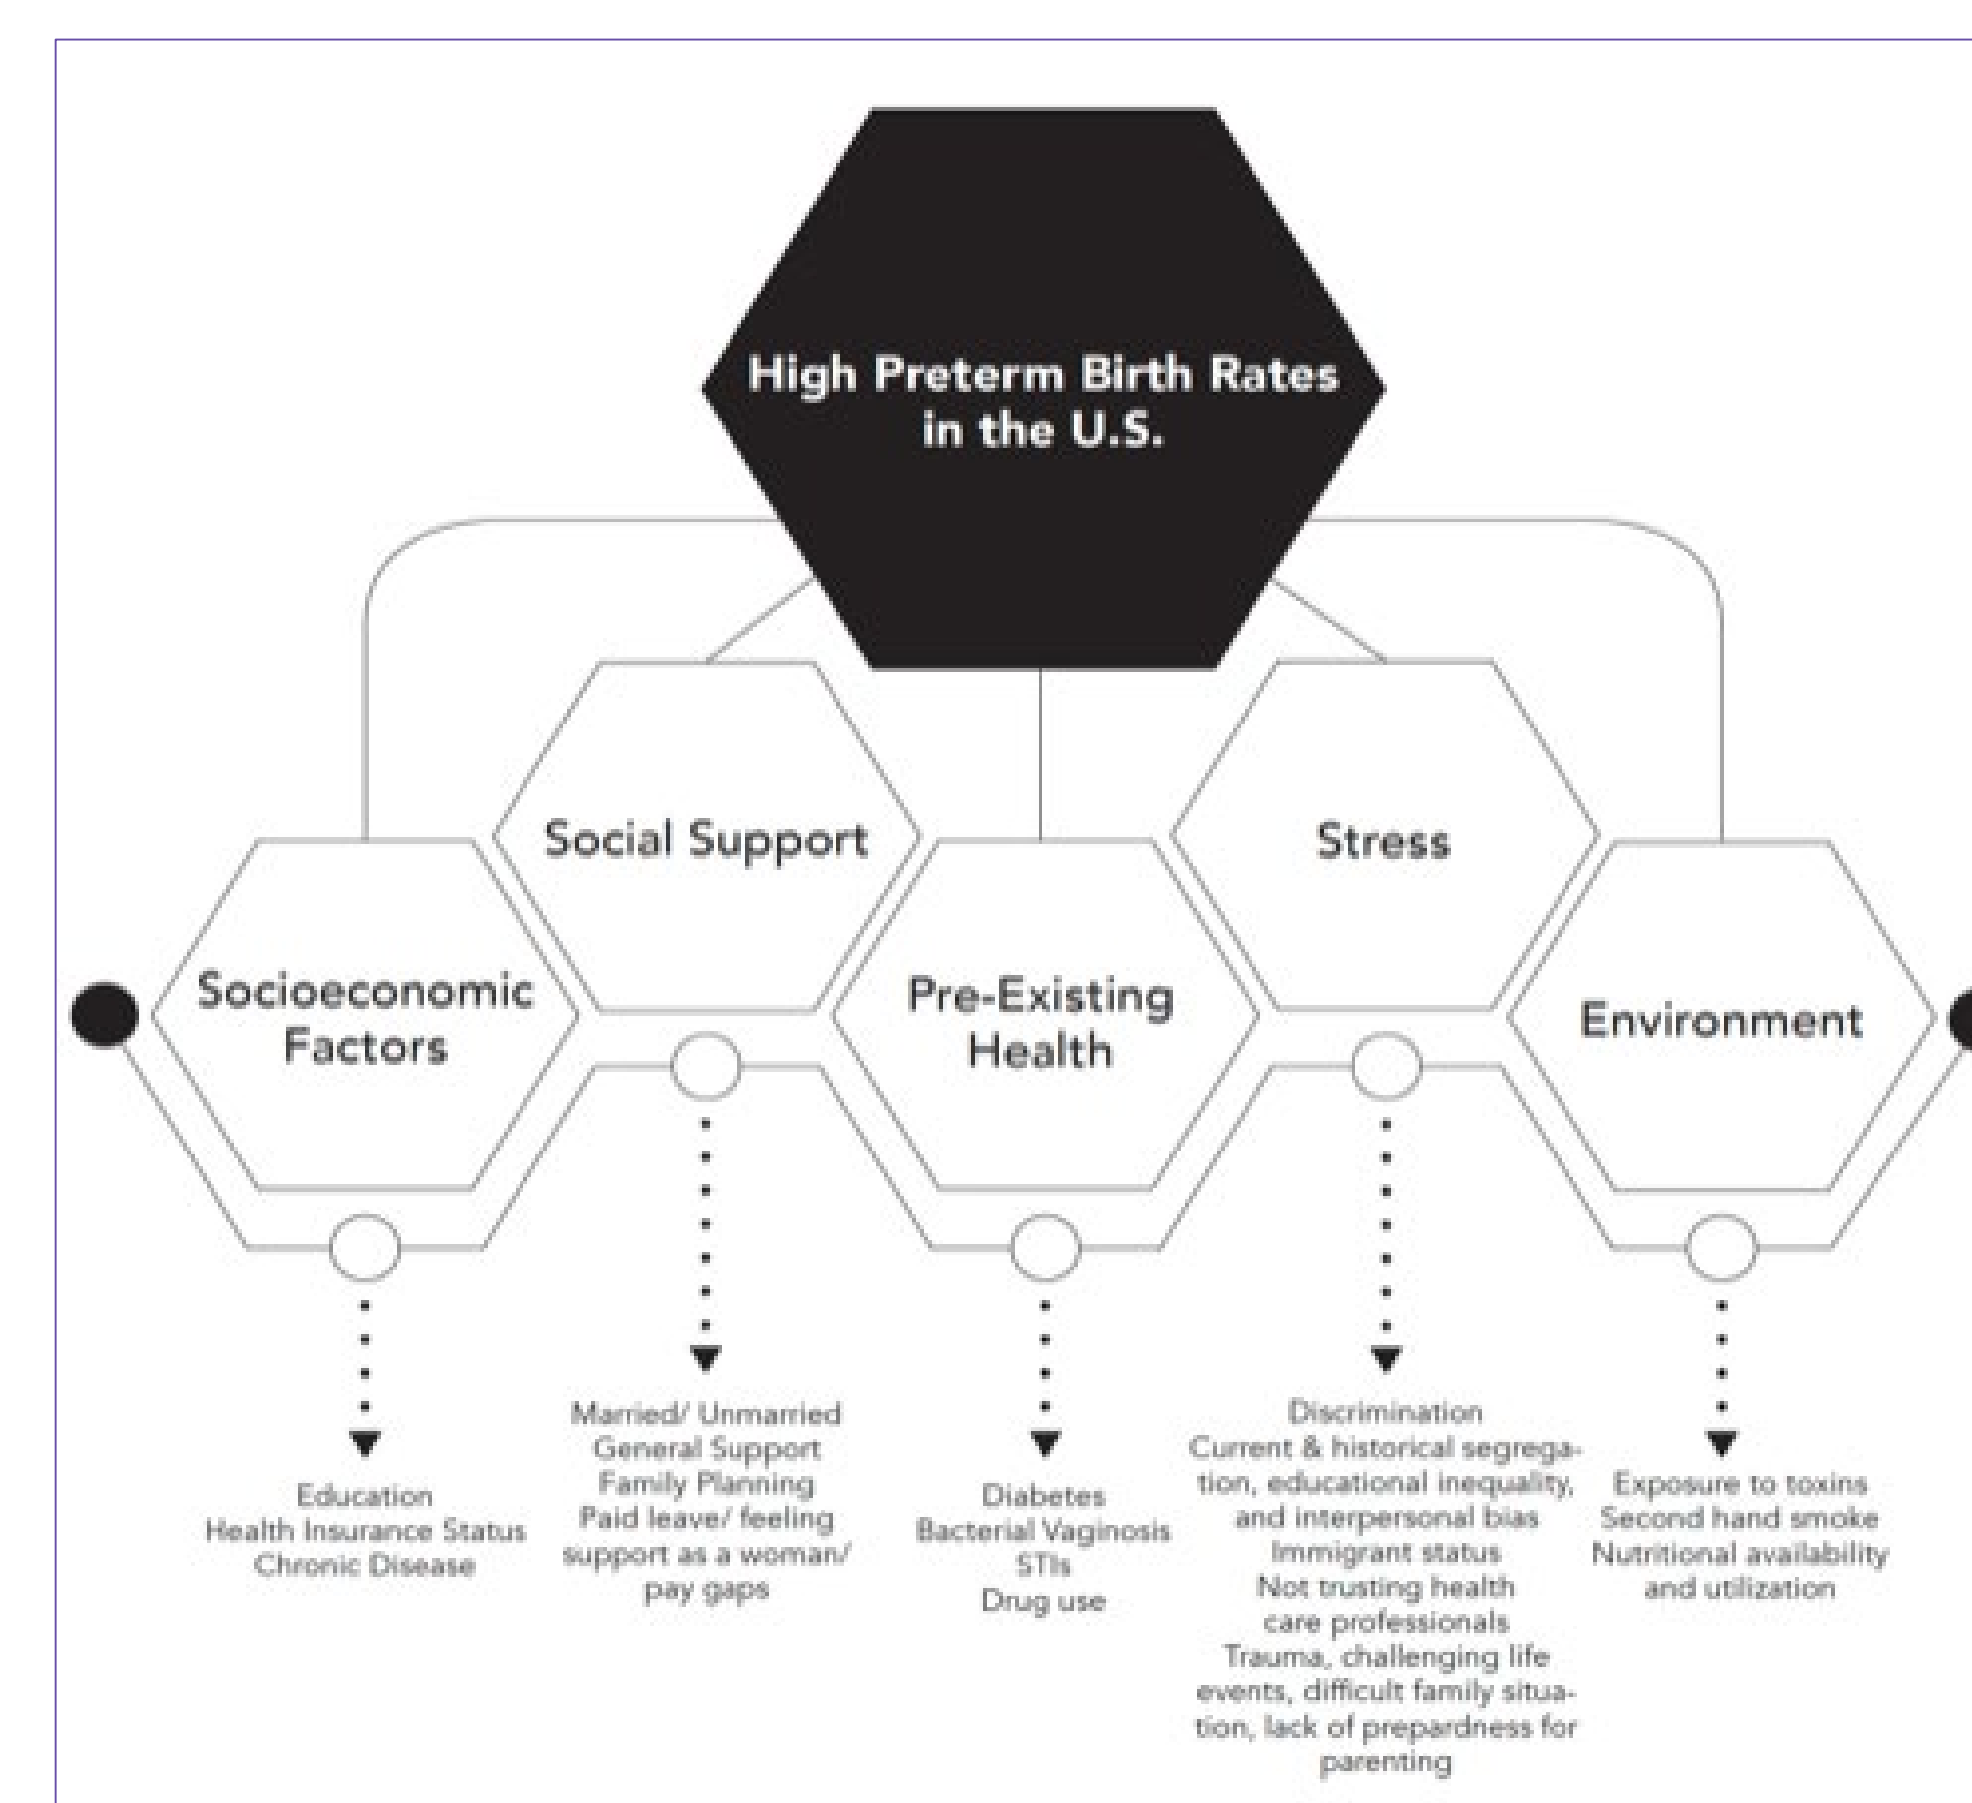 High Preterm Birth Rates
in the U.S.
Social Support
Stress
Socioeconomic
Factors
Pre-Existing
Health
Environment
Education
Health Insurance Status
Chronic Disease
Married/ Unmarried
General Support
Family Planning
Paid leave/ feeling
support as a woman/
pay gaps
Diabetes
Bacterial Vaginosis
STIs
Drug use
Discrimination
Current & historical segrega-
tion, educational inequality,
and interpersonal bias
Immigrant status
Not trusting health
care professionals
Trauma, challenging life
events, difficult family situa-
tion, lack of prepardness for
parenting
Exposure to toxins
Second hand smoke
Nutritional availability
and utilization